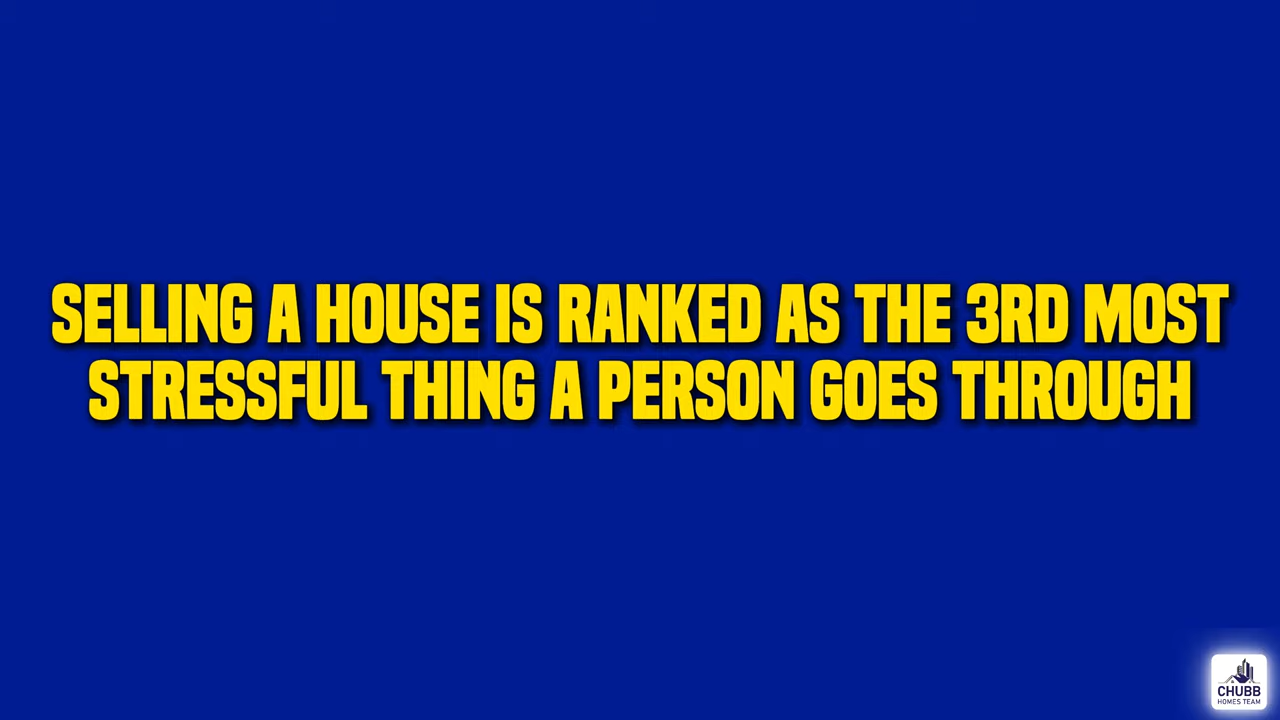 SELLING A HOUSE IS RANKED AS THE 3RD MOST
STRESSFUL THING A PERSON GOES THROUGH
CHUBB
HOMES TEAM